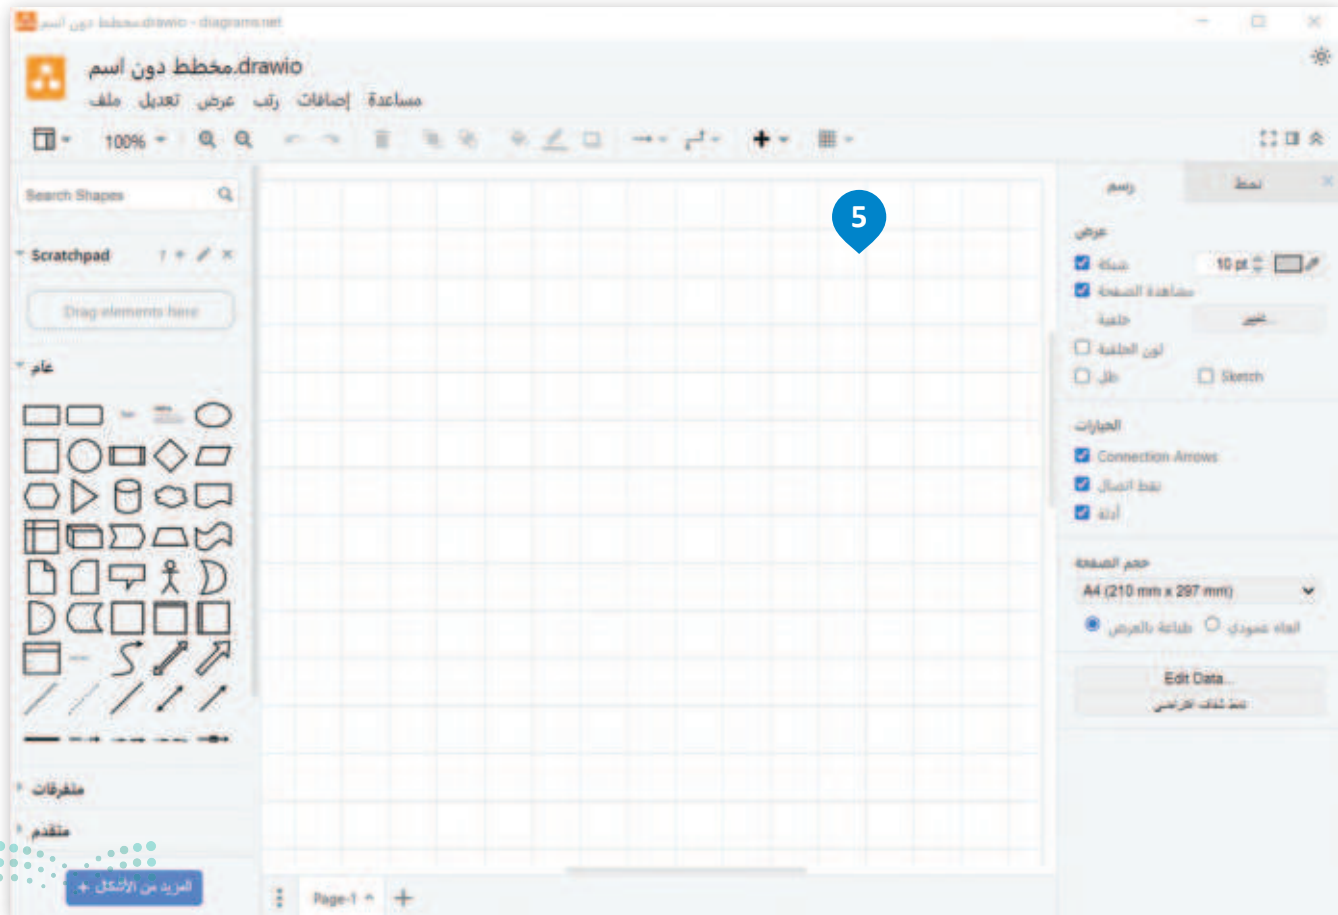 مخطط دون اسم.drawio - diagrams.net
مخطط دون اسم.drawio
ملف تعديل عرض رتب إضافات مساعدة
100%
Search Shapes
Scratchpad
Drag elements here
عام
متفرقات
متقدم
المزيد من الأشكال +
5
Page-1
رسم نمط
عرض
شبكة 10 pt
مشاهدة الصفحة
خلفية تغيير...
لون الخلفية
ظل Sketch
الخيارات
Connection Arrows
نقط اتصال
أدلة
حجم الصفحة
A4 (210 mm x 297 mm)
طباعة بالعرض اتجاه عمودي
Edit Data...